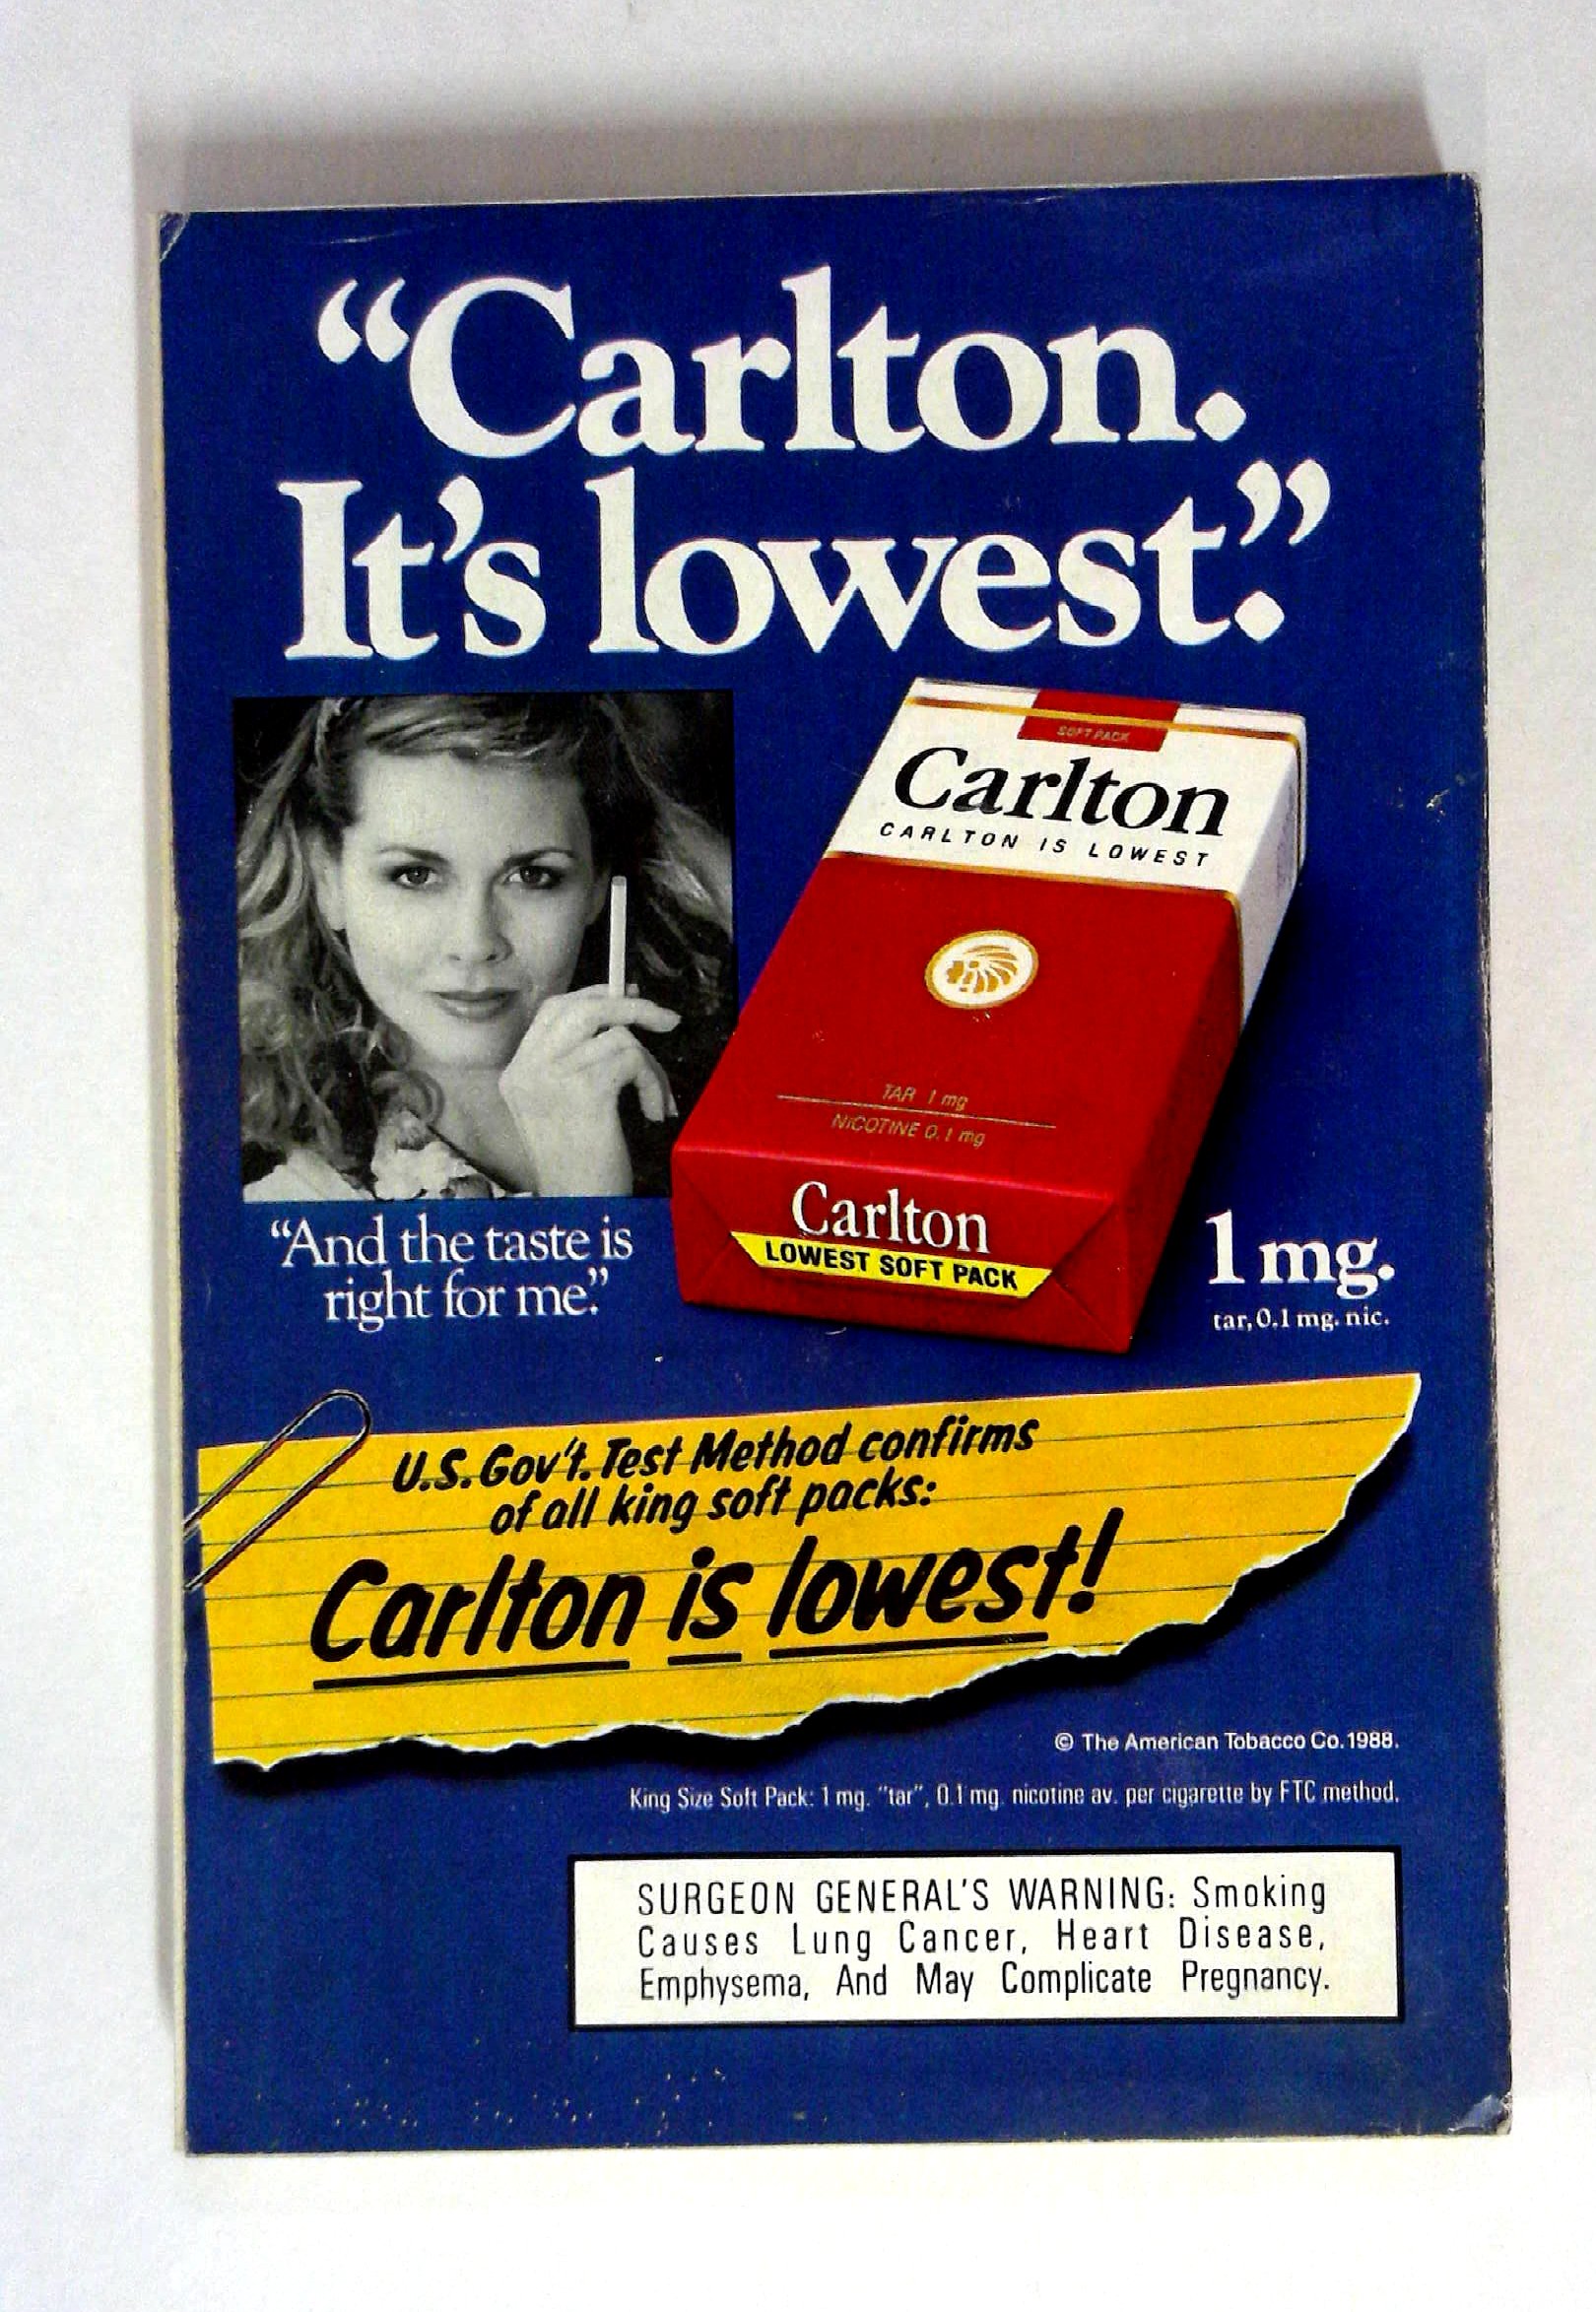 “Carlton.
It’s lowest.”
SOFT PACK
Carlton
CARLTON IS LOWEST
TAR 1 mg
NICOTINE 0.1 mg
Carlton
LOWEST SOFT PACK
“And the taste is
right for me.”
1 mg.
tar, 0.1 mg. nic.
U.S. Gov’t. Test Method confirms
of all king soft packs:
Carlton is lowest!
© The American Tobacco Co. 1988.
King Size Soft Pack: 1 mg. “tar”, 0.1 mg. nicotine av. per cigarette by FTC method.
SURGEON GENERAL’S WARNING: Smoking
Causes Lung Cancer, Heart Disease,
Emphysema, And May Complicate Pregnancy.